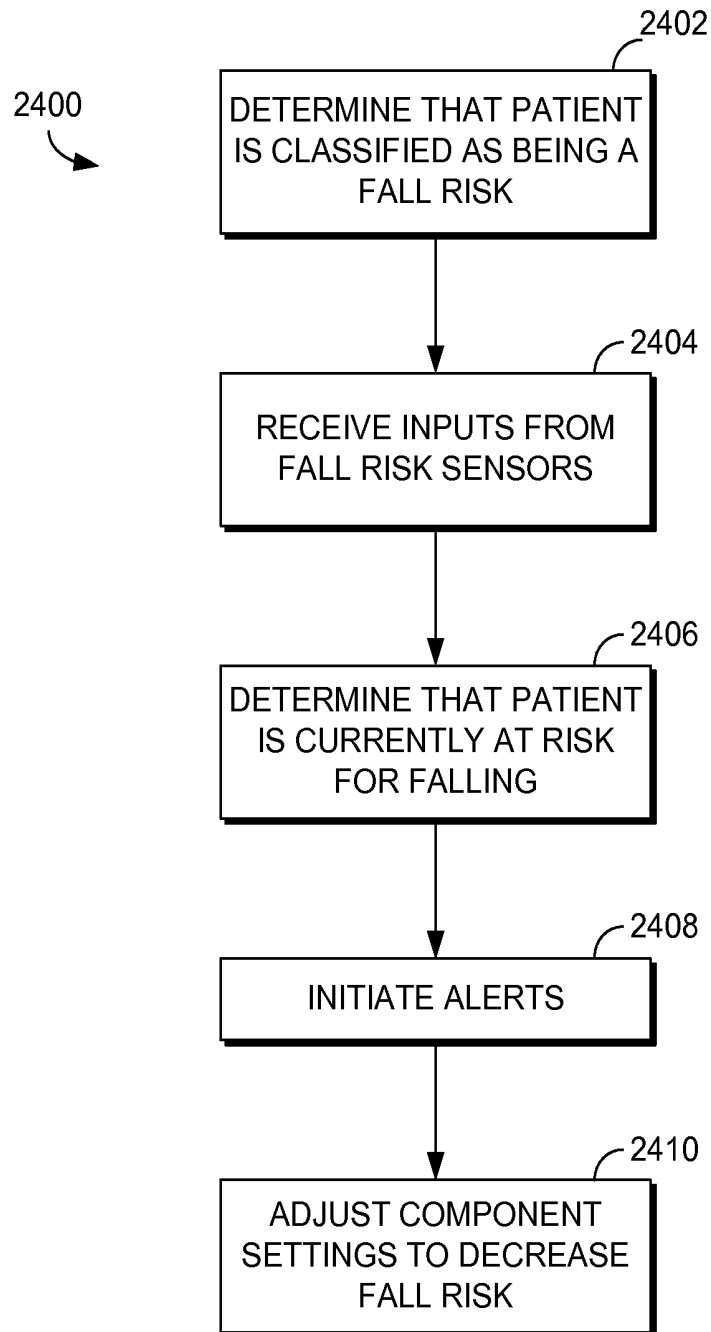 2402
2400
DETERMINE THAT PATIENT
IS CLASSIFIED AS BEING A
FALL RISK
2404
RECEIVE INPUTS FROM
FALL RISK SENSORS
2406
DETERMINE THAT PATIENT
IS CURRENTLY AT RISK
FOR FALLING
2408
INITIATE ALERTS
2410
ADJUST COMPONENT
SETTINGS TO DECREASE
FALL RISK